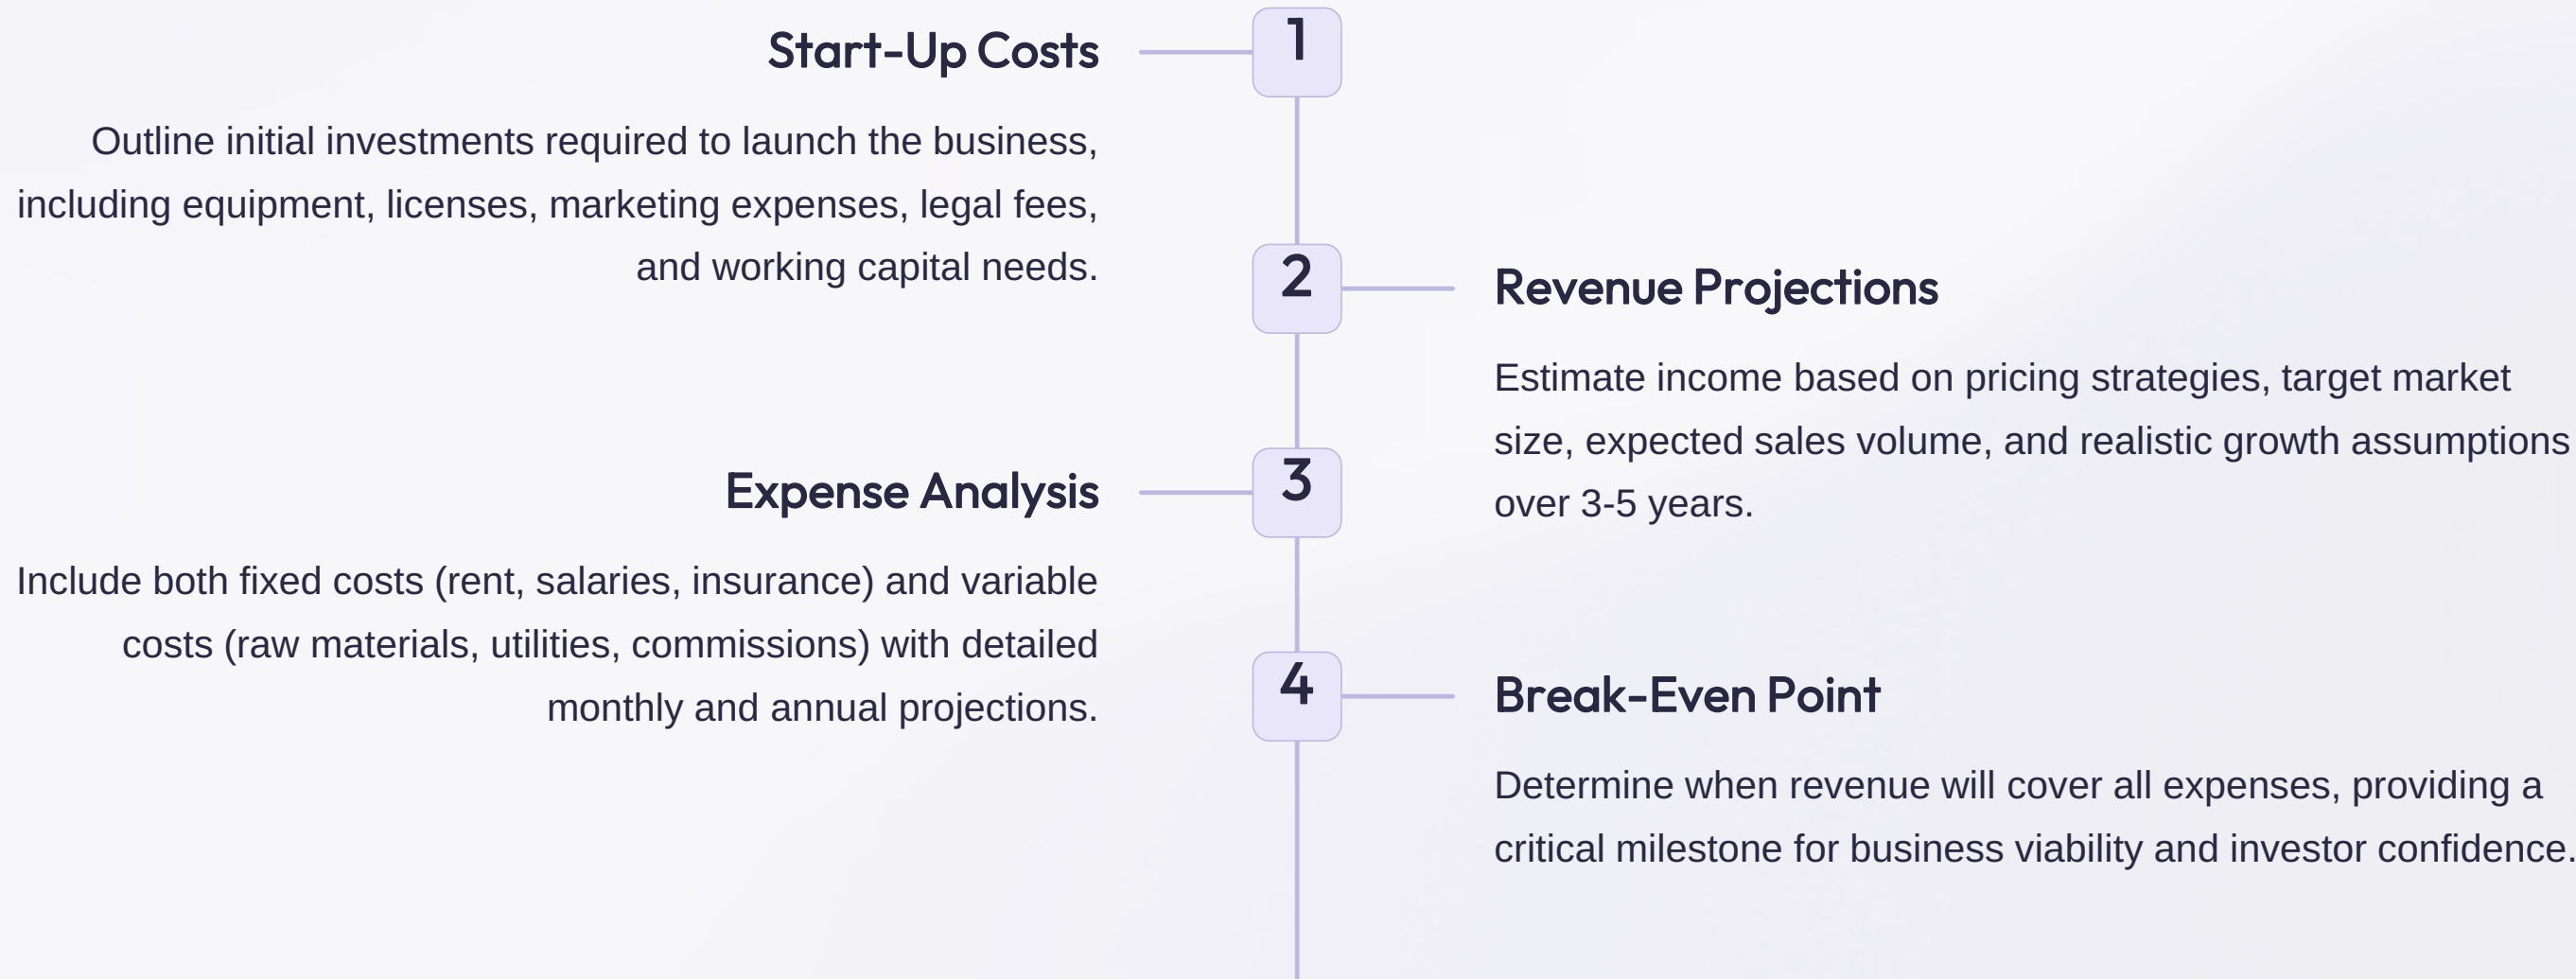 1
Start-Up Costs
Outline initial investments required to launch the business,
including equipment, licenses, marketing expenses, legal fees,
and working capital needs.
2
Revenue Projections
Estimate income based on pricing strategies, target market
size, expected sales volume, and realistic growth assumptions
over 3-5 years.
3
Expense Analysis
Include both fixed costs (rent, salaries, insurance) and variable
costs (raw materials, utilities, commissions) with detailed
monthly and annual projections.
4
Break-Even Point
Determine when revenue will cover all expenses, providing a
critical milestone for business viability and investor confidence.